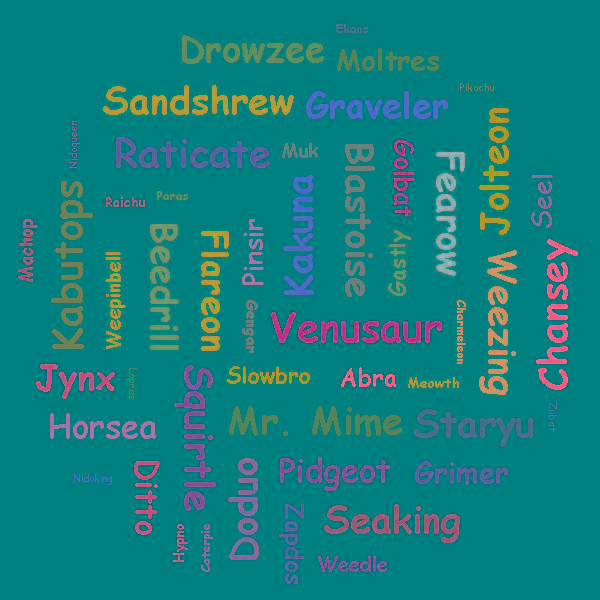 Ekans
Drowzee
Moltres
Pikachu
Sandshrew
Graveler
Nidoqueen
Raticate
Muk
Blastoise
Golbat
Fearow
Jolteon
Seel
Machop
Kabutops
Raichu
Paras
Weepinbell
Beedrill
Flareon
Pinsir
Kakuna
Gastly
Weezing
Chansey
Gengar
Venusaur
Charmeleon
Jynx
Lapras
Squirtle
Slowbro
Abra
Meowth
Zubat
Horsea
Mr. Mime
Staryu
Nidoking
Ditto
Hypno
Caterpie
Doduo
Pidgeot
Grimer
Zapdos
Seaking
Weedle